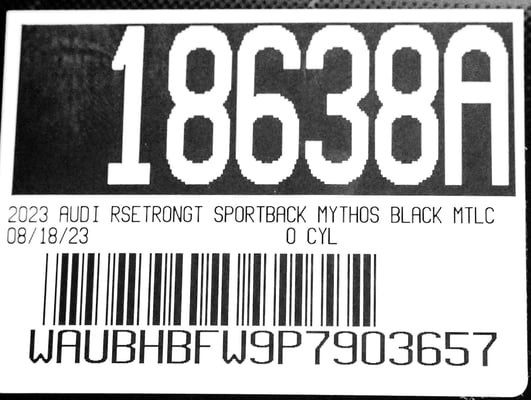 18638A
2023 AUDI RSETRONGT SPORTBACK MYTHOS BLACK MTLC
08/18/23 0 CYL
WAUBHBFW9P7903657